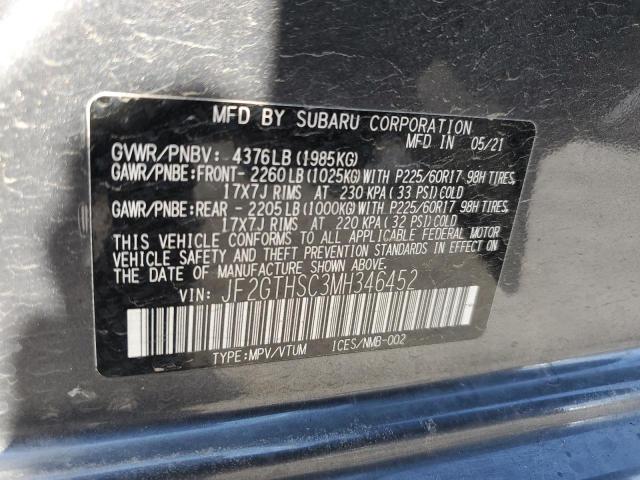 MFD BY SUBARU CORPORATION
MFD IN 05/21
GVWR/PNBV: 4376LB(1985KG)
GAWR/PNBE:FRONT-2260LB(1025KG)WITH P225/60R17 98H TIRES,
17X7J RIMS AT 230 KPA(33 PSI)COLD
GAWR/PNBE:REAR -2205LB(1000KG)WITH P225/60R17 98H TIRES,
17X7J RIMS AT 220 KPA(32 PSI)COLD
THIS VEHICLE CONFORMS TO ALL APPLICABLE FEDERAL MOTOR
VEHICLE SAFETY AND THEFT PREVENTION STANDARDS IN EFFECT ON
THE DATE OF MANUFACTURE SHOWN ABOVE.
VIN: JF2GTHSC3MH346452
TYPE:MPV/VTUM ICES/NMB-002